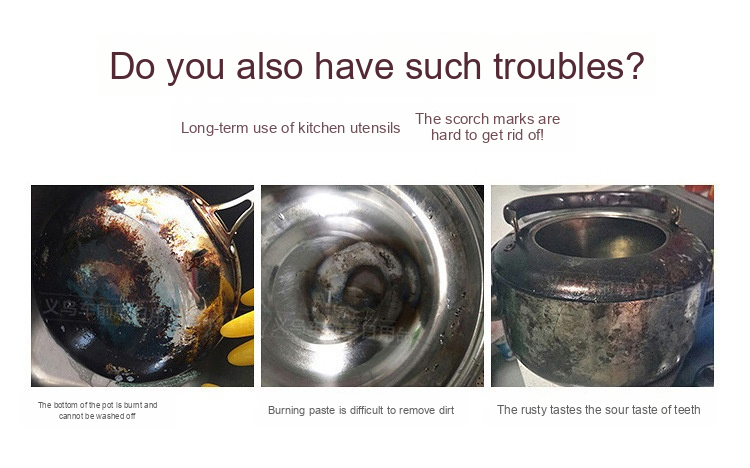 Do you also have such troubles?
Long-term use of kitchen utensils
The scorch marks are
hard to get rid of!
The bottom of the pot is burnt and
cannot be washed off
Burning paste is difficult to remove dirt
The rusty tastes the sour taste of teeth